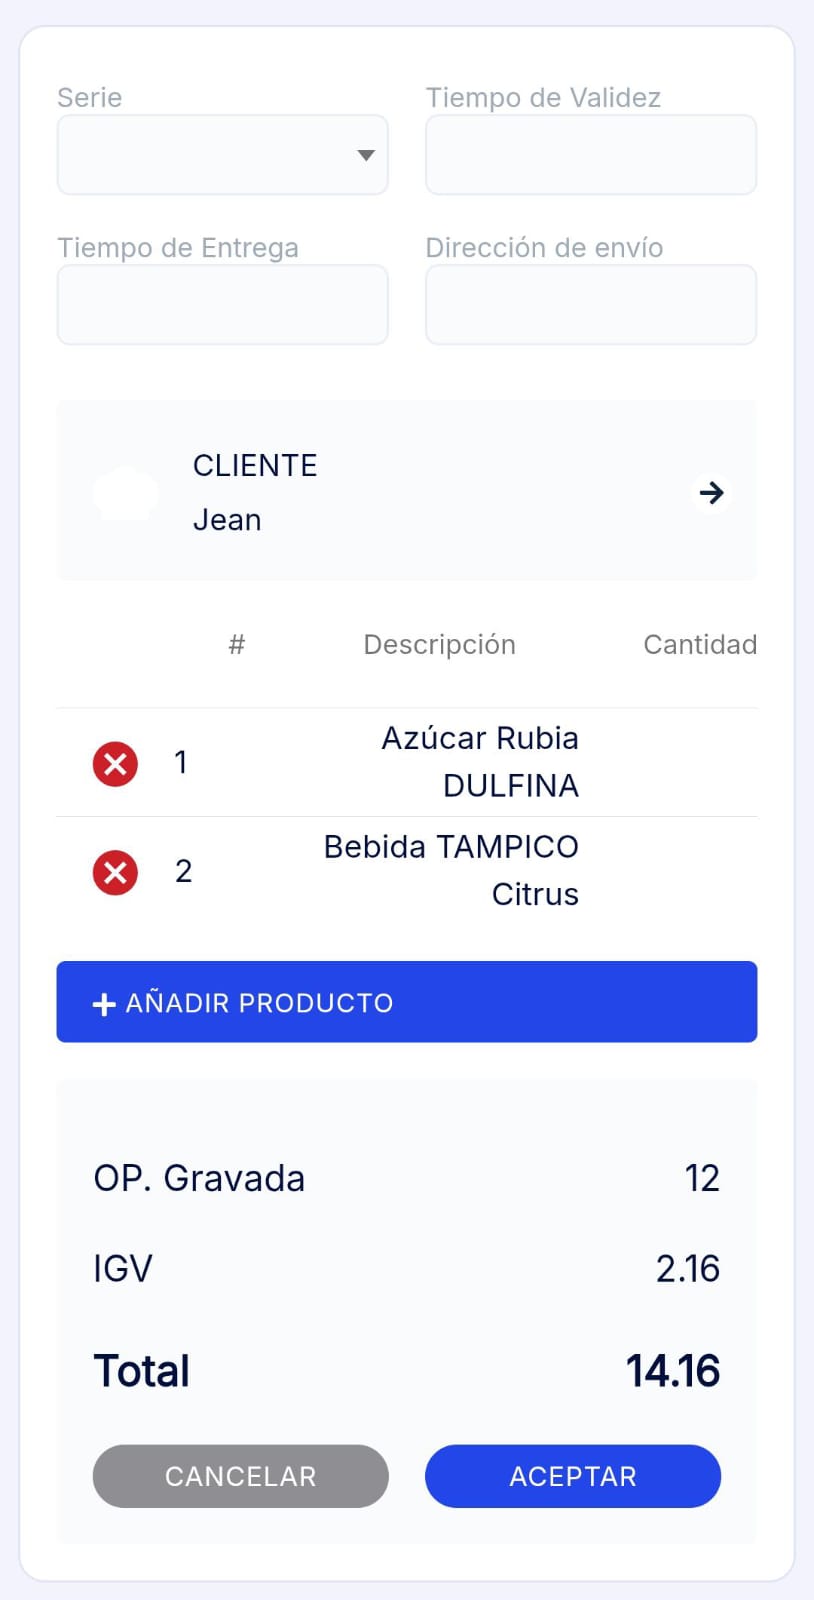 Serie
Tiempo de Validez
Tiempo de Entrega
Dirección de envío
CLIENTE
Jean
# Descripción Cantidad
1 Azúcar Rubia
DULFINA
2 Bebida TAMPICO
Citrus
+ AÑADIR PRODUCTO
OP. Gravada 12
IGV 2.16
Total 14.16
CANCELAR
ACEPTAR